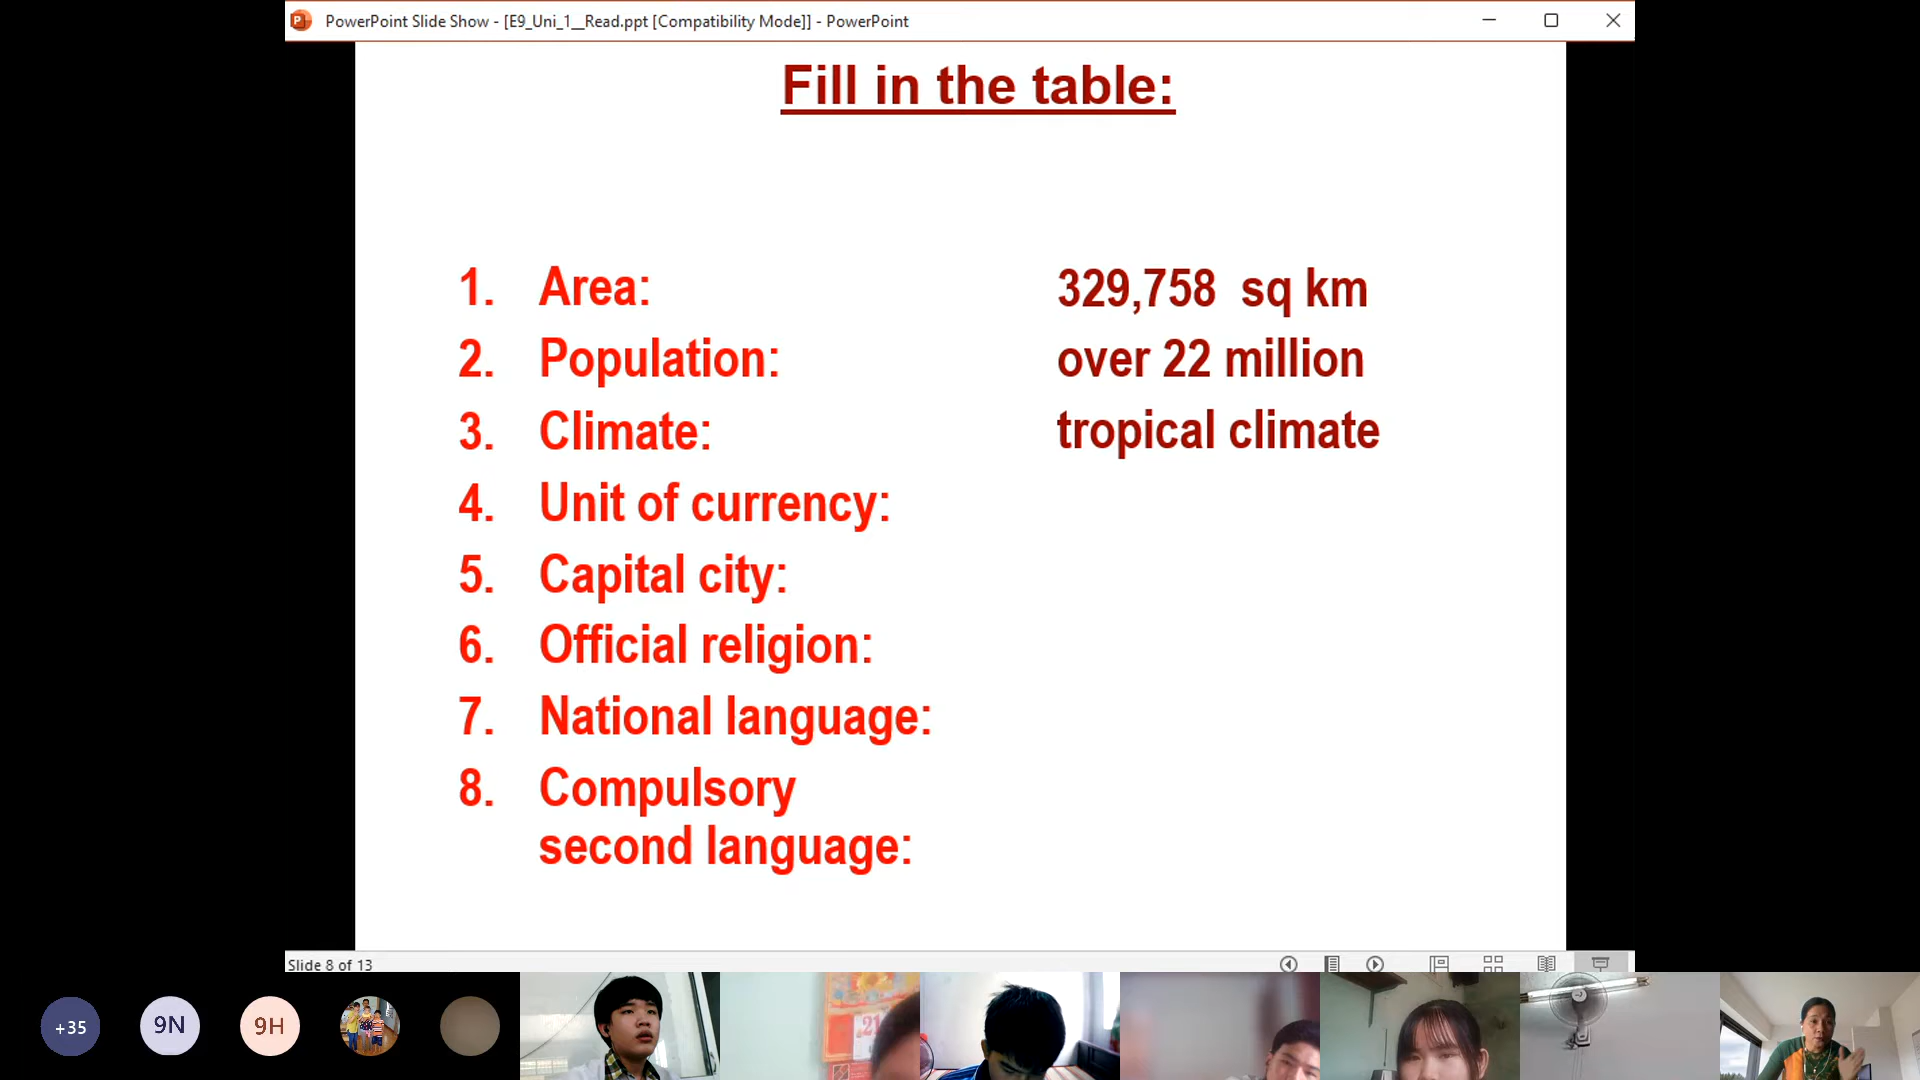 PowerPoint Slide Show - [E9_Uni_1__Read.ppt [Compatibility Mode]] - PowerPoint
Fill in the table:
1. Area: 329,758 sq km
2. Population: over 22 million
3. Climate: tropical climate
4. Unit of currency:
5. Capital city:
6. Official religion:
7. National language:
8. Compulsory
second language:
Slide 8 of 13
+35
9N
9H
21